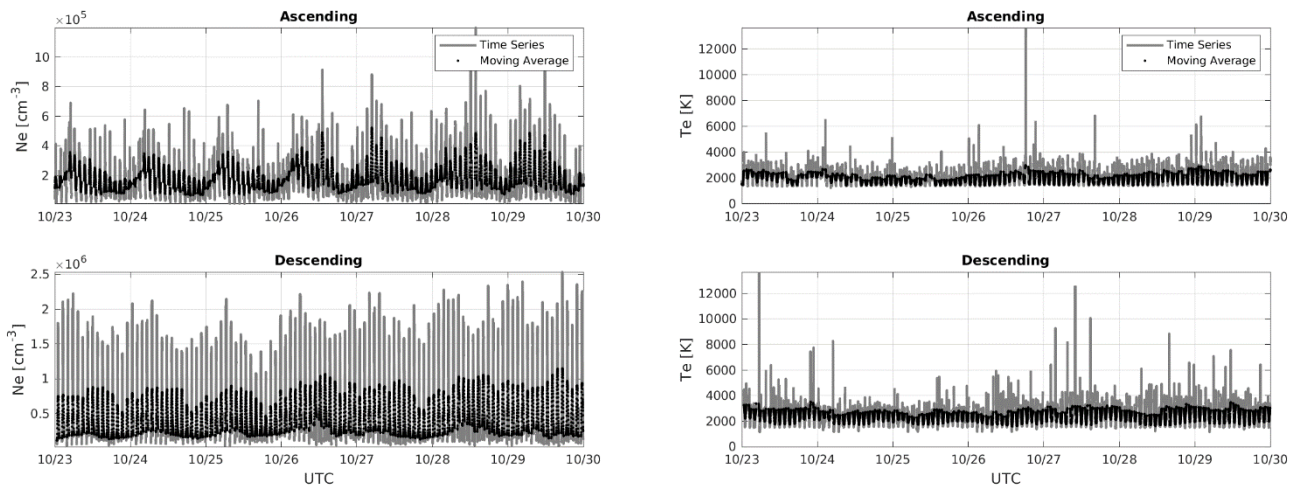 Ascending
×10⁵
Time Series
Moving Average
Ne [cm⁻³]
10
8
6
4
2
10/23 10/24 10/25 10/26 10/27 10/28 10/29 10/30
Ascending
Time Series
Moving Average
Te [K]
12000
10000
8000
6000
4000
2000
0
10/23 10/24 10/25 10/26 10/27 10/28 10/29 10/30
Descending
×10⁶
Ne [cm⁻³]
2.5
2
1.5
1
0.5
10/23 10/24 10/25 10/26 10/27 10/28 10/29 10/30
UTC
Descending
Te [K]
12000
10000
8000
6000
4000
2000
0
10/23 10/24 10/25 10/26 10/27 10/28 10/29 10/30
UTC